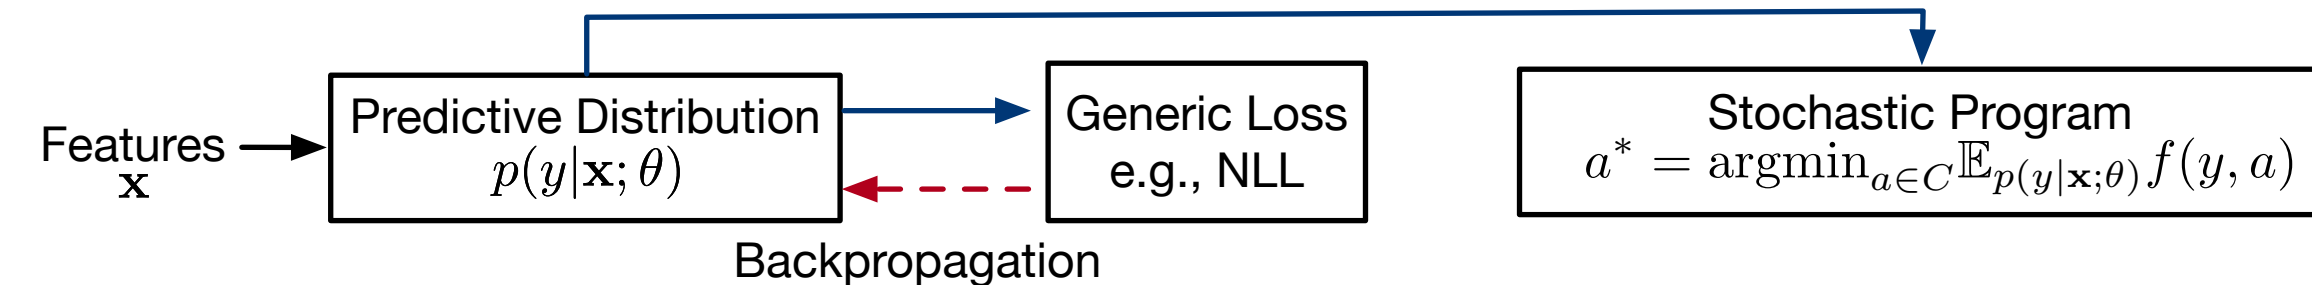 Features
x
Predictive Distribution
p(y|x; θ)
Generic Loss
e.g., NLL
Backpropagation
Stochastic Program
a* = argmin_{a∈C} 𝔼_{p(y|x;θ)} f(y, a)